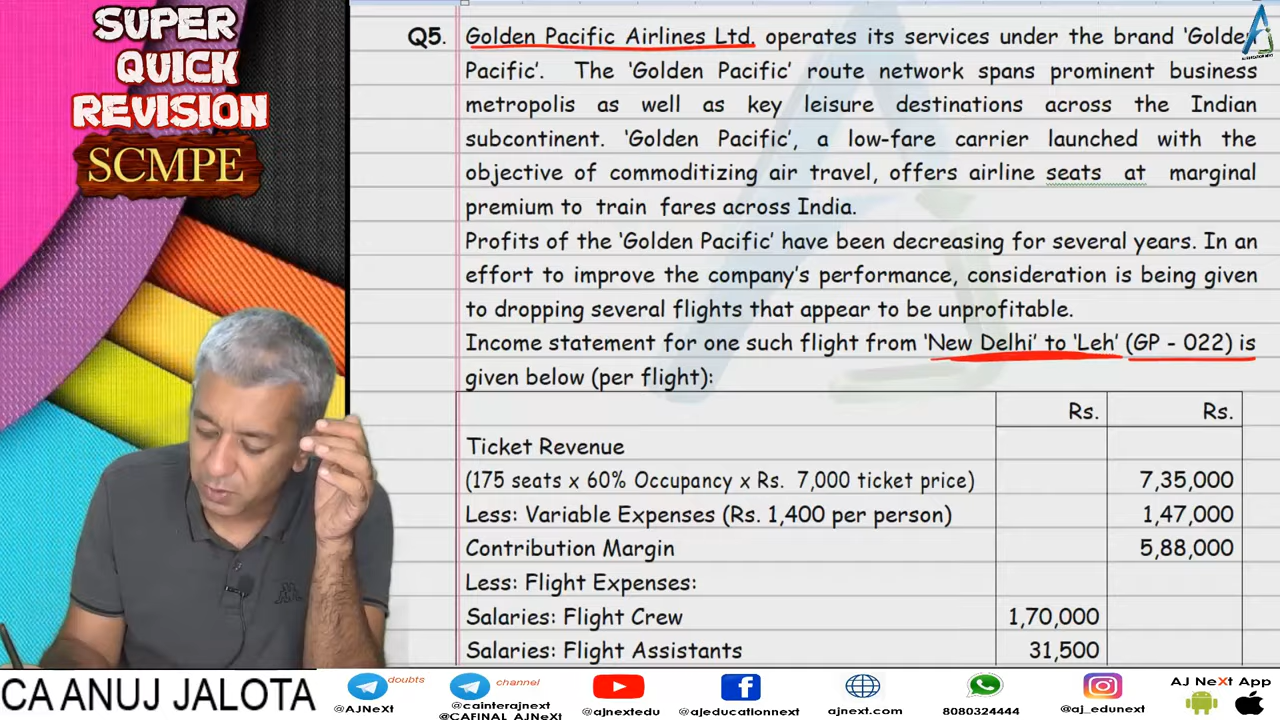 SUPER
QUICK
REVISION
SCMPE
Q5. Golden Pacific Airlines Ltd. operates its services under the brand ‘Golden
Pacific’. The ‘Golden Pacific’ route network spans prominent business
metropolis as well as key leisure destinations across the Indian
subcontinent. ‘Golden Pacific’, a low-fare carrier launched with the
objective of commoditizing air travel, offers airline seats at marginal
premium to train fares across India.
Profits of the ‘Golden Pacific’ have been decreasing for several years. In an
effort to improve the company’s performance, consideration is being given
to dropping several flights that appear to be unprofitable.
Income statement for one such flight from ‘New Delhi’ to ‘Leh’ (GP - 022) is
given below (per flight):
Rs. Rs.
Ticket Revenue
(175 seats x 60% Occupancy x Rs. 7,000 ticket price) 7,35,000
Less: Variable Expenses (Rs. 1,400 per person) 1,47,000
Contribution Margin 5,88,000
Less: Flight Expenses:
Salaries: Flight Crew 1,70,000
Salaries: Flight Assistants 31,500
CA ANUJ JALOTA
doubts
@AJNeXt
channel
@cainterajnext
@CAFINAL_AJNeXt
@ajnextedu
@ajeducationnext
ajnext.com
8080324444
@aj_edunext
AJ NeXt App